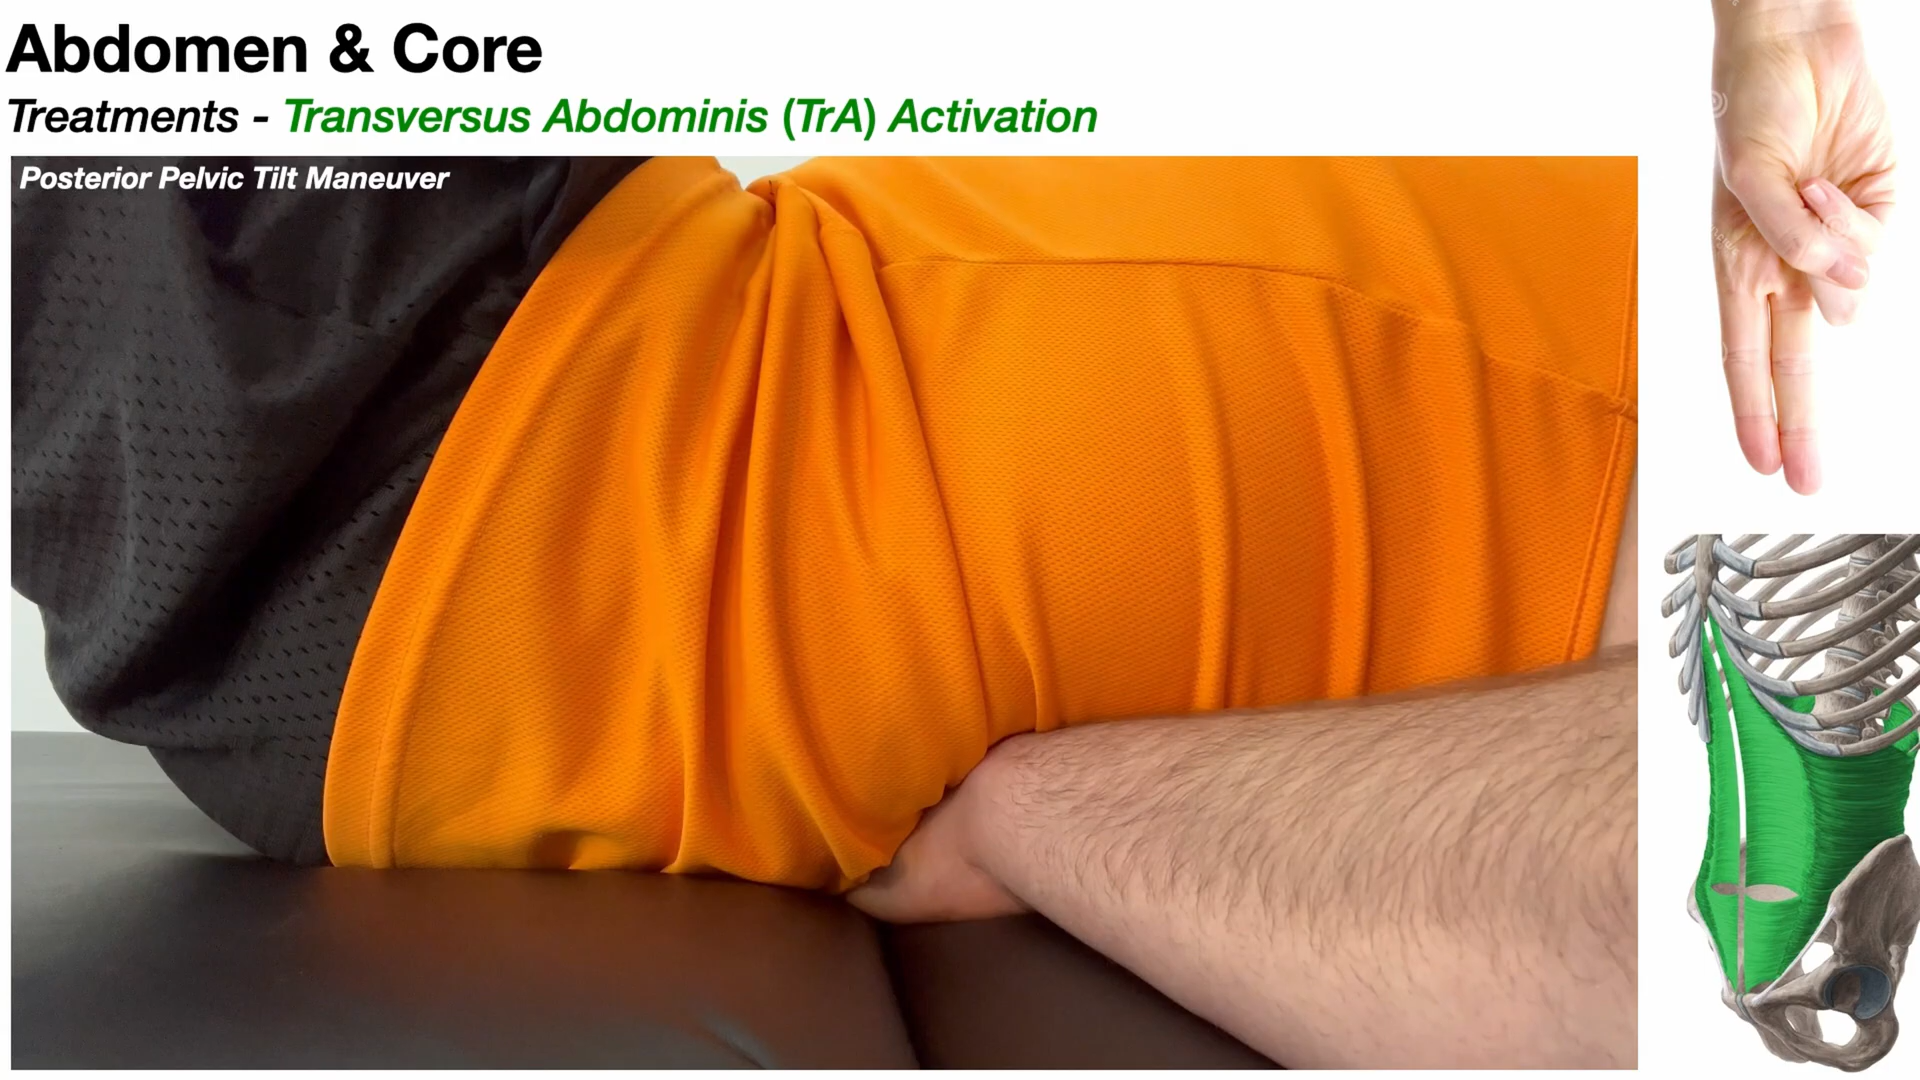 Abdomen & Core
Treatments - Transversus Abdominis (TrA) Activation
Posterior Pelvic Tilt Maneuver